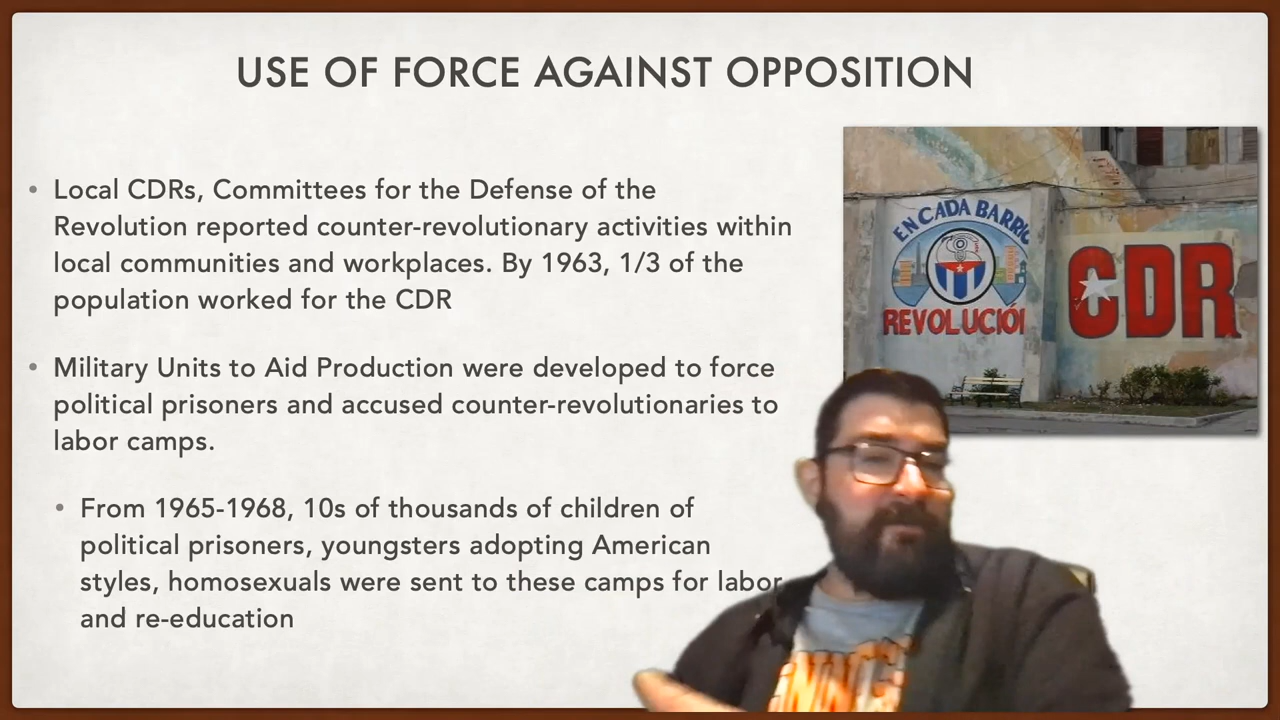 USE OF FORCE AGAINST OPPOSITION
Local CDRs, Committees for the Defense of the
Revolution reported counter-revolutionary activities within
local communities and workplaces. By 1963, 1/3 of the
population worked for the CDR
Military Units to Aid Production were developed to force
political prisoners and accused counter-revolutionaries to
labor camps.
From 1965-1968, 10s of thousands of children of
political prisoners, youngsters adopting American
styles, homosexuals were sent to these camps for labor
and re-education
EN CADA BARRIO
REVOLUCIÓN
CDR